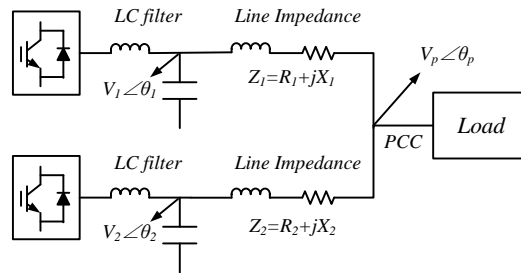 LC filter
Line Impedance
V₁∠θ₁
Z₁=R₁+jX₁
Vₚ∠θₚ
PCC
Load
LC filter
Line Impedance
V₂∠θ₂
Z₂=R₂+jX₂